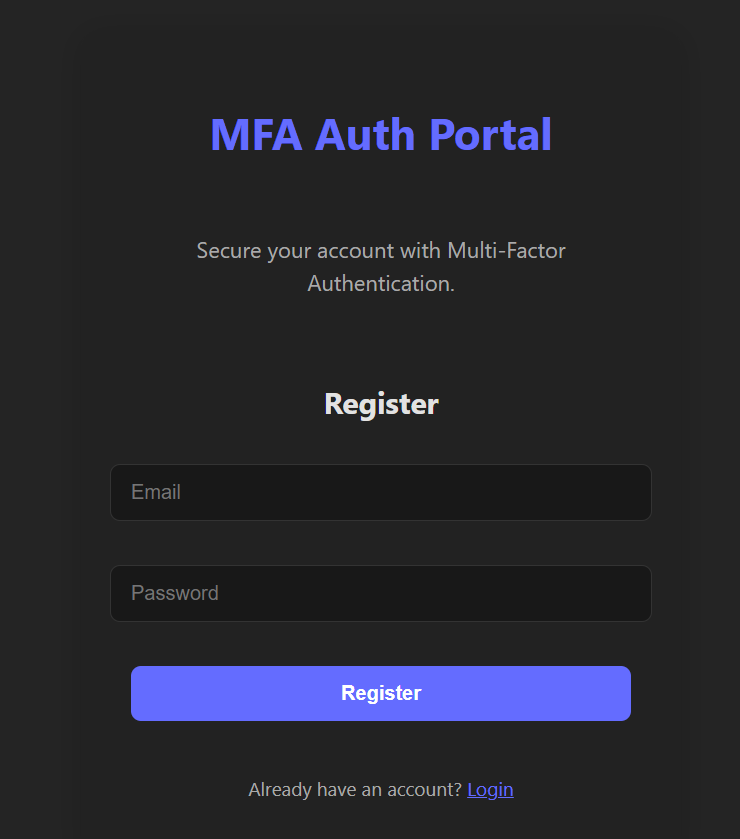 MFA Auth Portal
Secure your account with Multi-Factor
Authentication.
Register
Email
Password
Register
Already have an account? Login